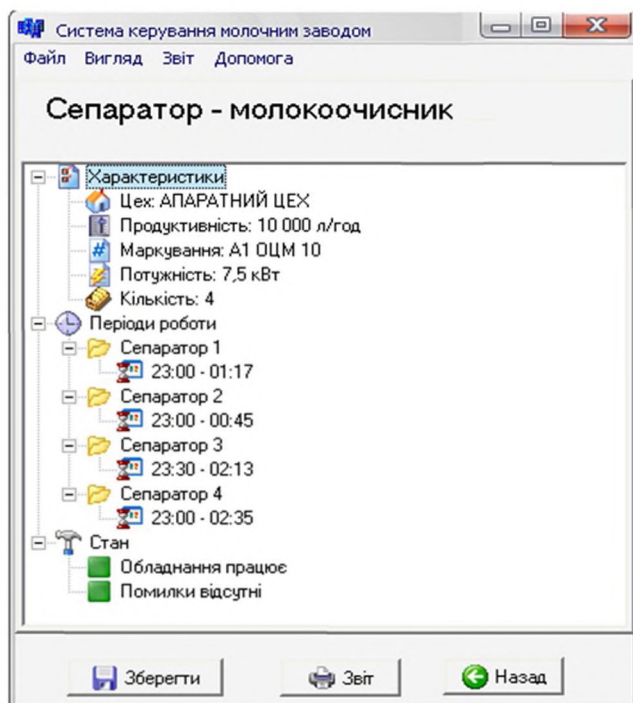 Система керування молочним заводом
Файл Вигляд Звіт Допомога
Сепаратор - молокоочисник
Характеристики
Цех: АПАРАТНИЙ ЦЕХ
Продуктивність: 10 000 л/год
Маркування: А1 ОЦМ 10
Потужність: 7,5 кВт
Кількість: 4
Періоди роботи
Сепаратор 1
23:00 - 01:17
Сепаратор 2
23:00 - 00:45
Сепаратор 3
23:30 - 02:13
Сепаратор 4
23:00 - 02:35
Стан
Обладнання працює
Помилки відсутні
Зберегти Звіт Назад